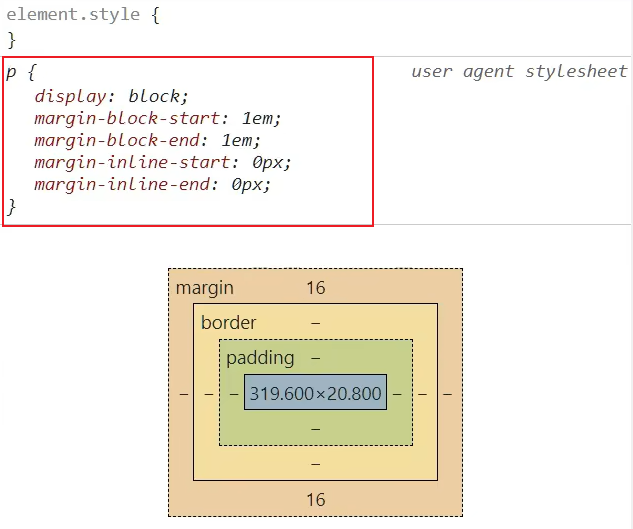 element.style {
}
p {    user agent stylesheet
display: block;
margin-block-start: 1em;
margin-block-end: 1em;
margin-inline-start: 0px;
margin-inline-end: 0px;
}
margin 16
border –
padding –
– – – 319.600×20.800 – – –
–
–
16